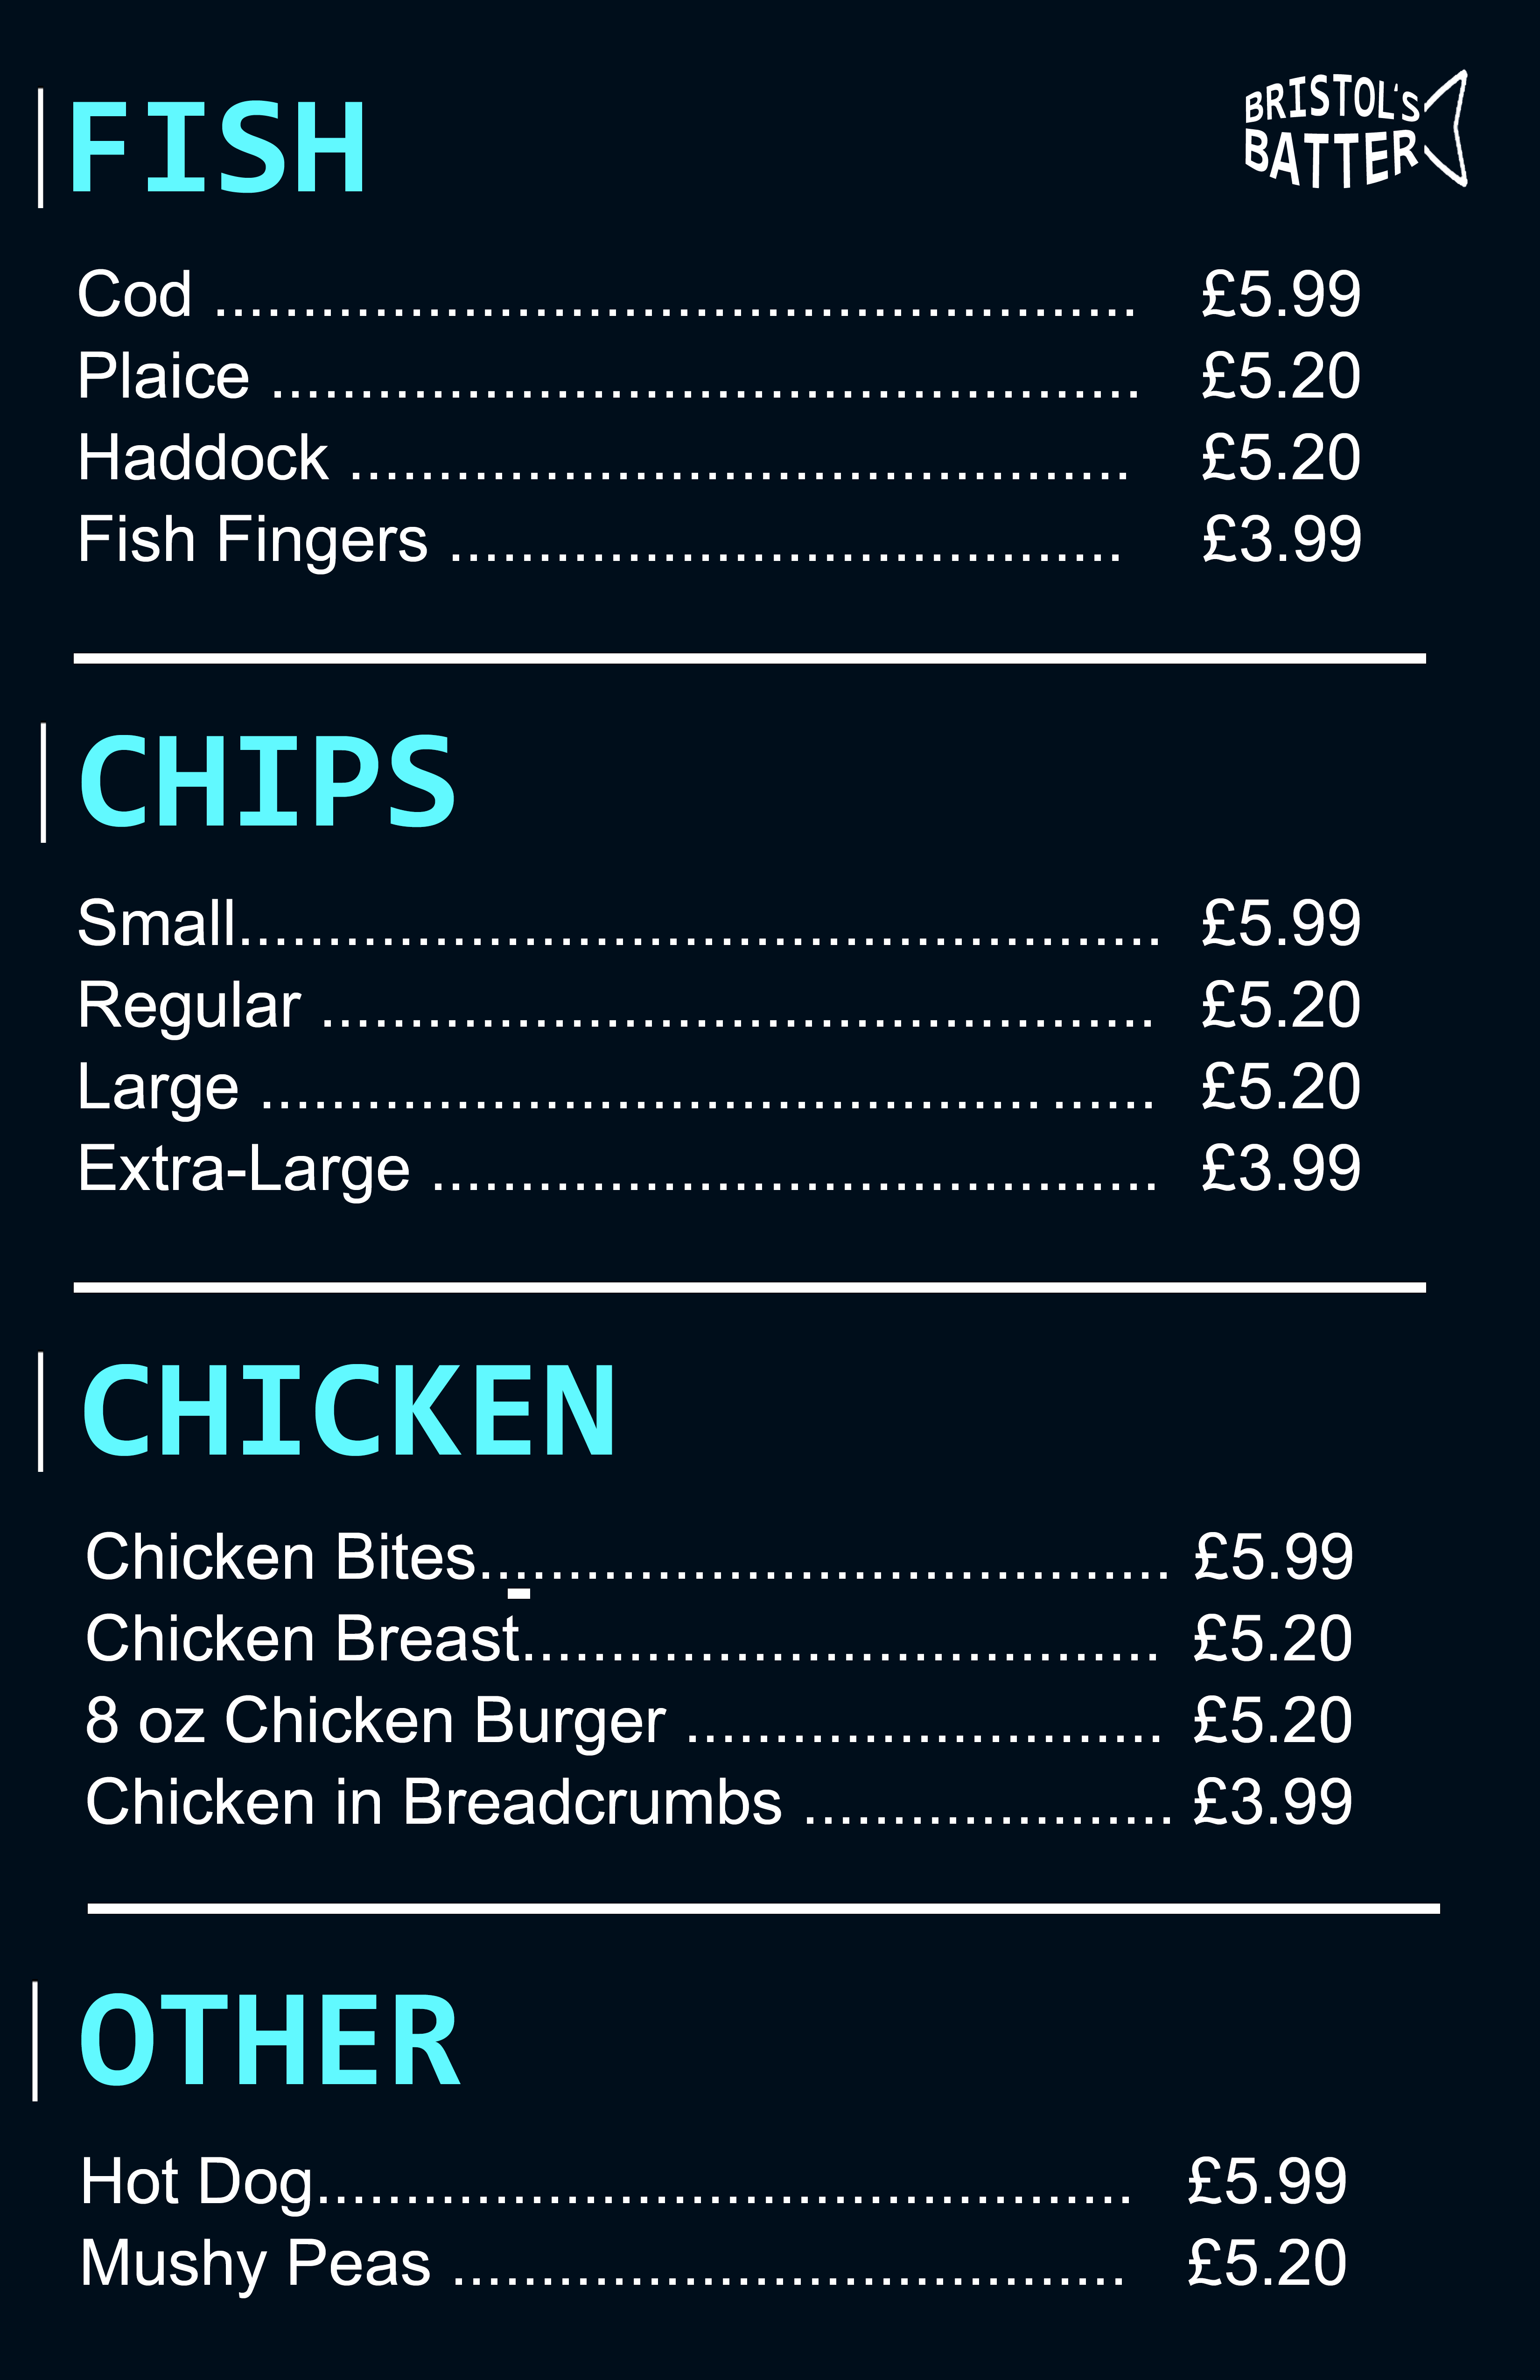 FISH
BRISTOL'S
BATTER
Cod .................................................... £5.99
Plaice ................................................. £5.20
Haddock ............................................ £5.20
Fish Fingers ...................................... £3.99
CHIPS
Small.................................................... £5.99
Regular ............................................... £5.20
Large ............................................ ...... £5.20
Extra-Large ......................................... £3.99
CHICKEN
Chicken Bites....................................... £5.99
Chicken Breast.................................... £5.20
8 oz Chicken Burger ........................... £5.20
Chicken in Breadcrumbs ..................... £3.99
OTHER
Hot Dog.............................................. £5.99
Mushy Peas ...................................... £5.20